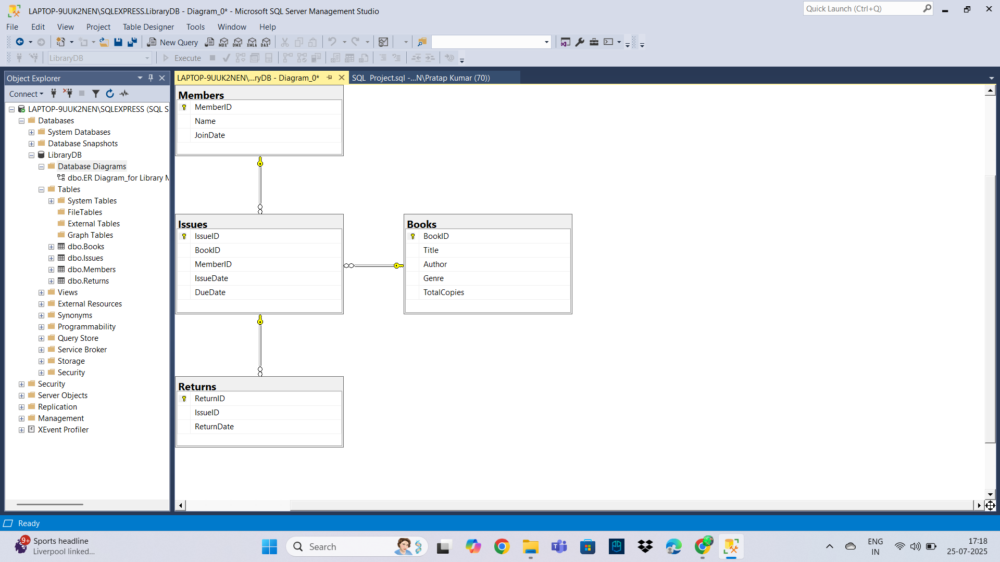 LAPTOP-9UUK2NEN\SQLEXPRESS.LibraryDB - Diagram_0* - Microsoft SQL Server Management Studio
Quick Launch (Ctrl+Q)
File Edit View Project Table Designer Tools Window Help
New Query MDX DMX XMLA DAX
LibraryDB Execute
Object Explorer
LAPTOP-9UUK2NEN\...ryDB - Diagram_0* SQL Project.sql -...N\Pratap Kumar (70))
Connect
LAPTOP-9UUK2NEN\SQLEXPRESS (SQL S
Databases
System Databases
Database Snapshots
LibraryDB
Database Diagrams
dbo.ER Diagram_for Library M
Tables
System Tables
FileTables
External Tables
Graph Tables
dbo.Books
dbo.Issues
dbo.Members
dbo.Returns
Views
External Resources
Synonyms
Programmability
Query Store
Service Broker
Storage
Security
Security
Server Objects
Replication
Management
XEvent Profiler
Members
MemberID
Name
JoinDate
Issues
IssueID
BookID
MemberID
IssueDate
DueDate
Books
BookID
Title
Author
Genre
TotalCopies
Returns
ReturnID
IssueID
ReturnDate
Ready
9+
Sports headline
Liverpool linked...
Search
ENG
IN
17:18
25-07-2025